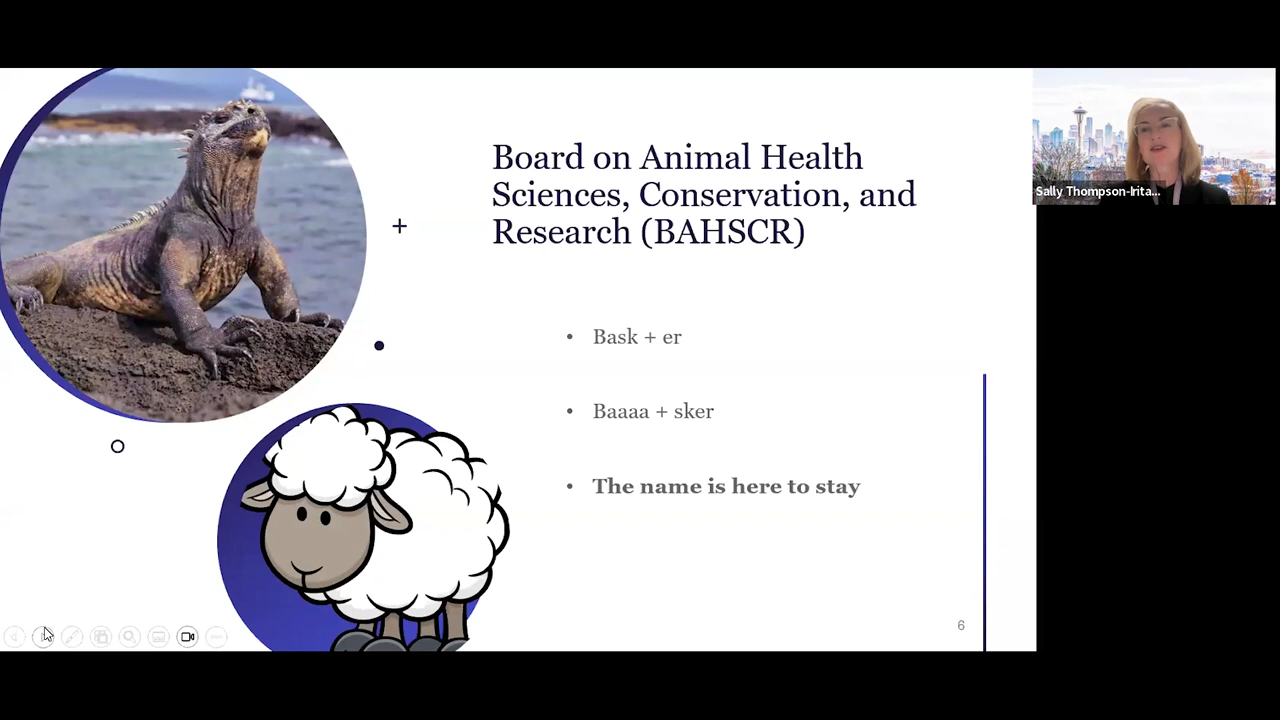 Board on Animal Health
Sciences, Conservation, and
Research (BAHSCR)
• Bask + er
• Baaaa + sker
• The name is here to stay
6
Sally Thompson-Irita...